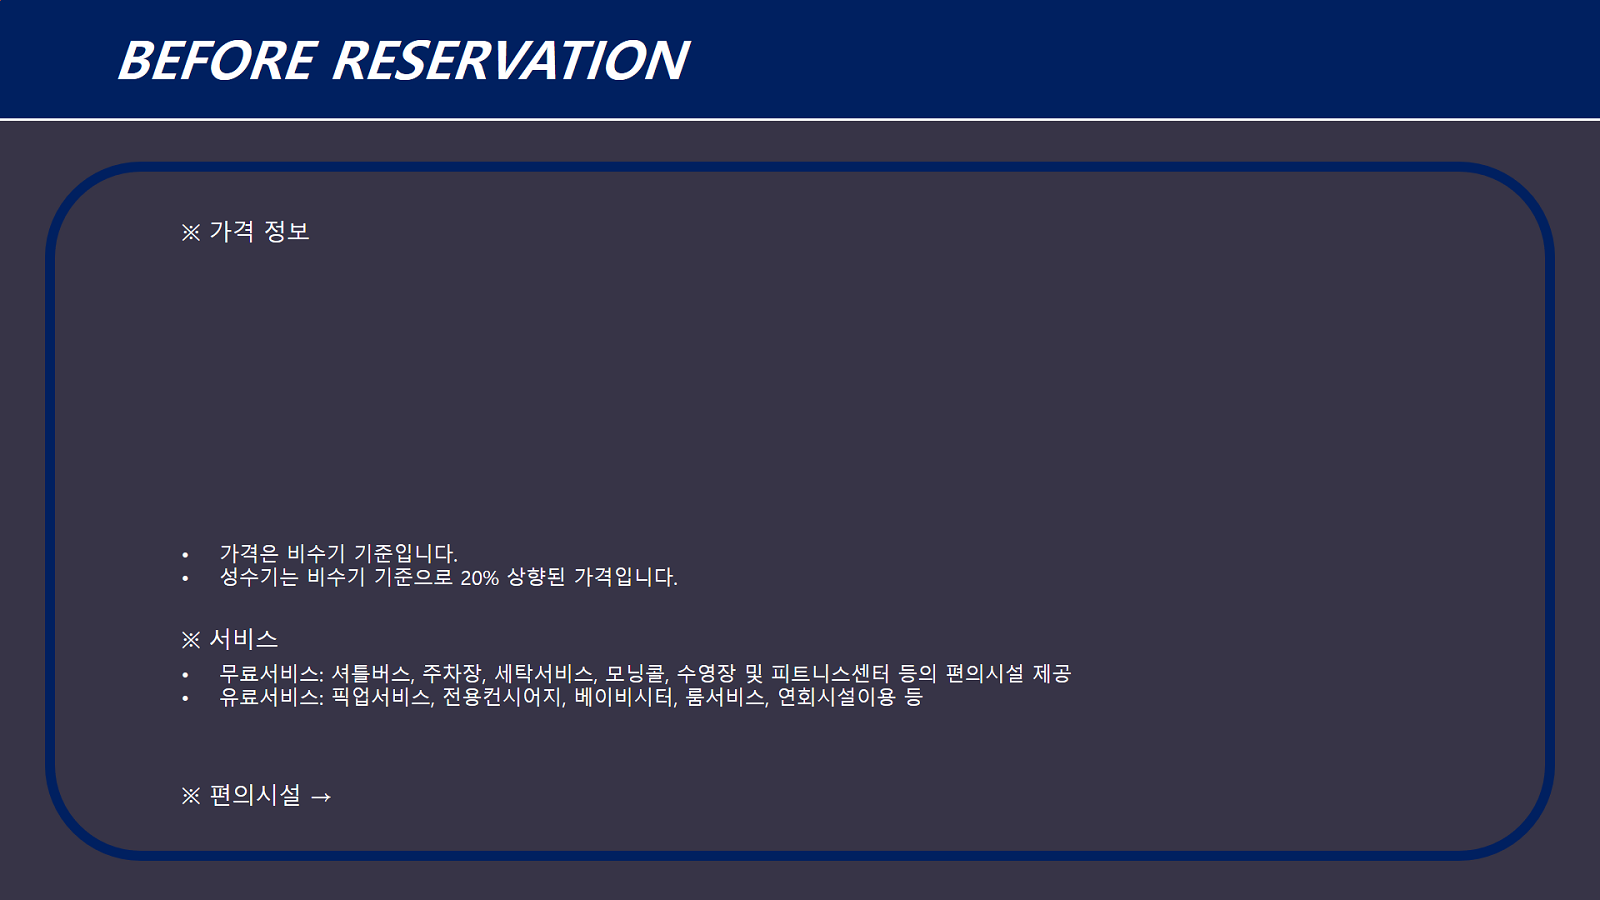 BEFORE RESERVATION
※ 가격 정보
• 가격은 비수기 기준입니다.
• 성수기는 비수기 기준으로 20% 상향된 가격입니다.
※ 서비스
• 무료서비스: 셔틀버스, 주차장, 세탁서비스, 모닝콜, 수영장 및 피트니스센터 등의 편의시설 제공
• 유료서비스: 픽업서비스, 전용컨시어지, 베이비시터, 룸서비스, 연회시설이용 등
※ 편의시설 →